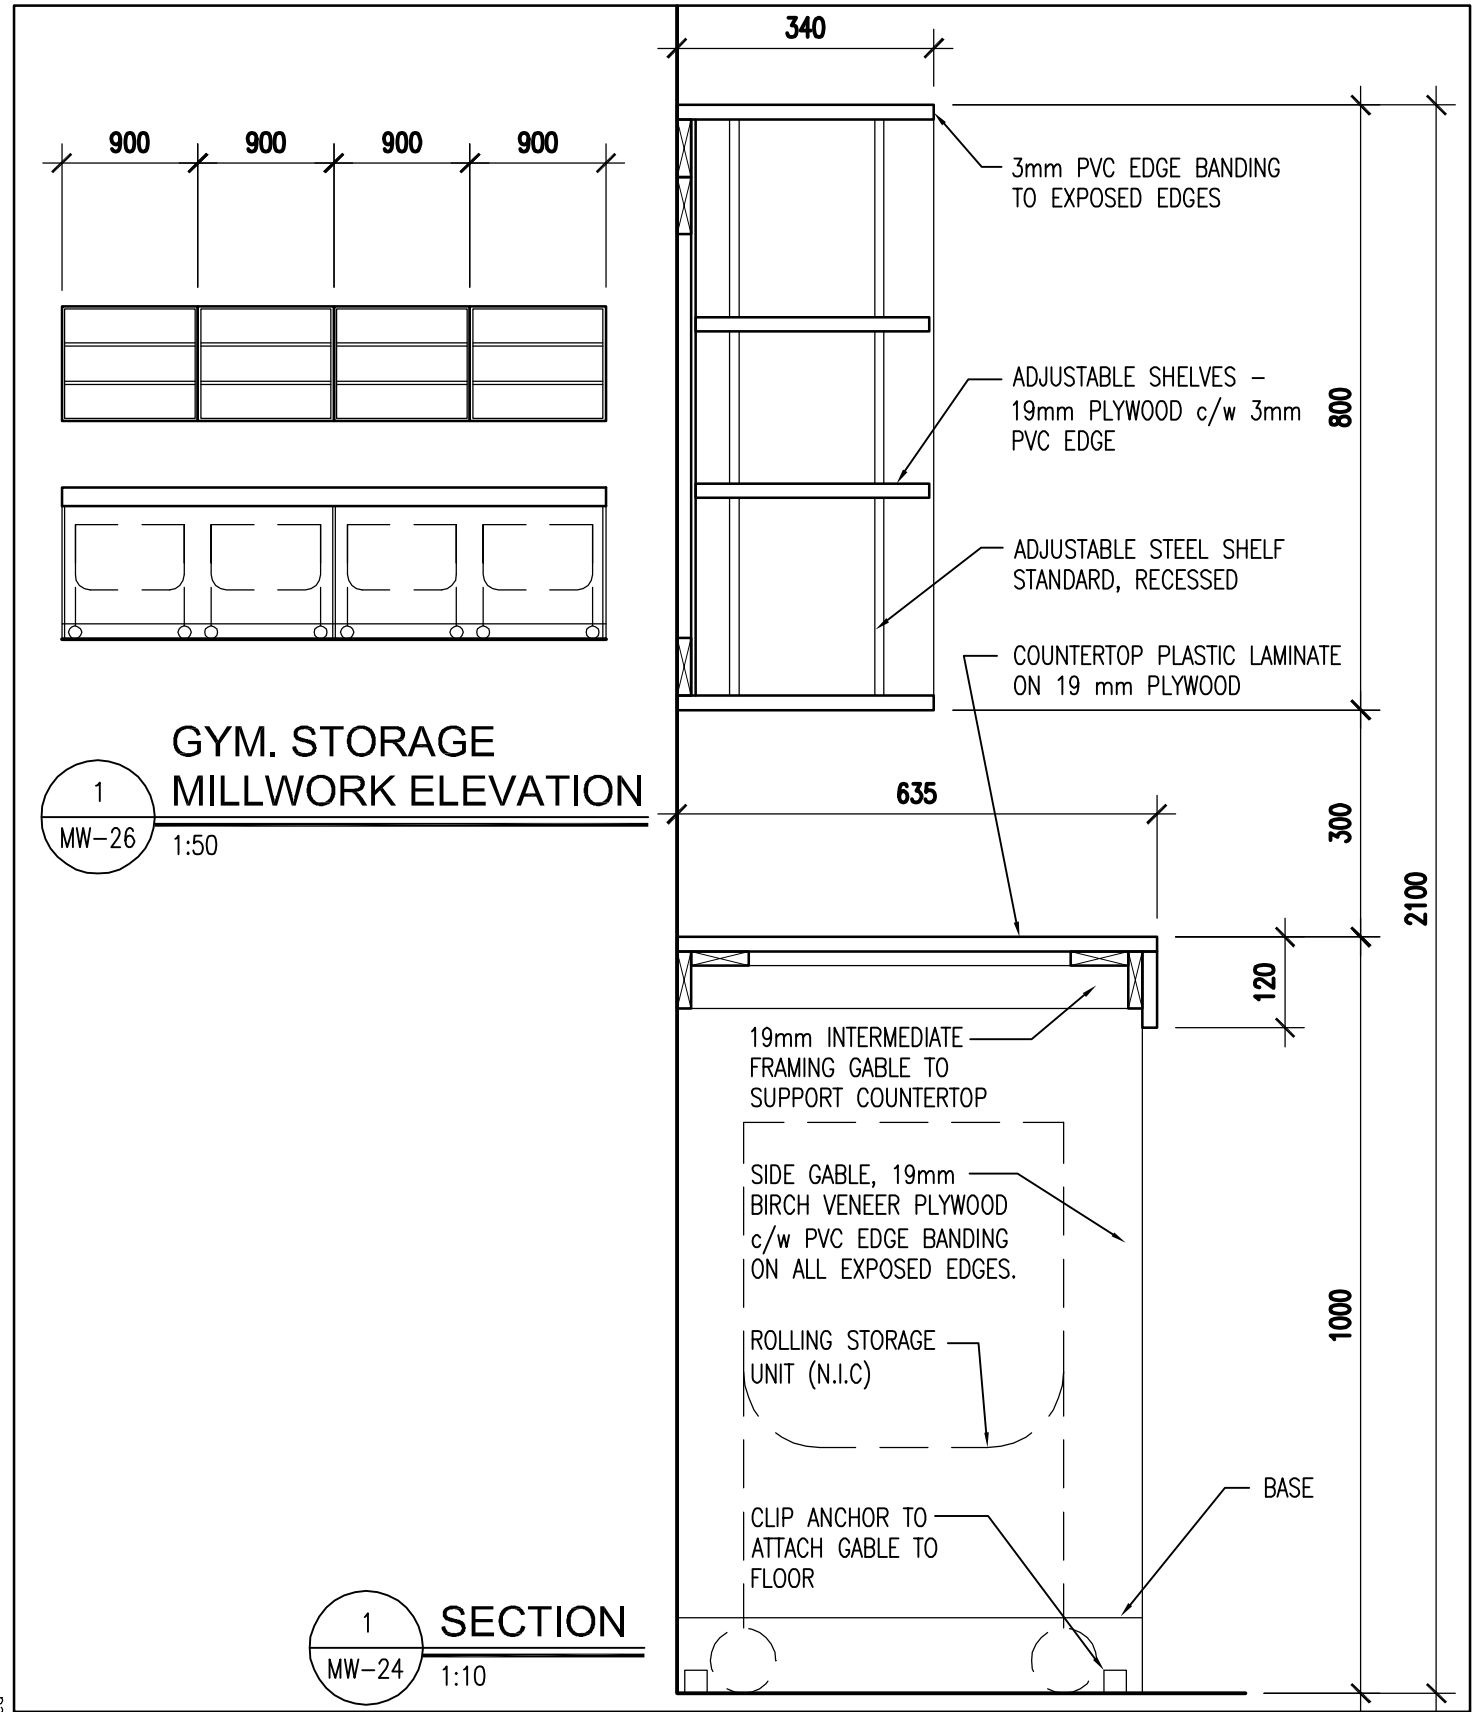 340
900 900 900 900
3mm PVC EDGE BANDING
TO EXPOSED EDGES
ADJUSTABLE SHELVES –
19mm PLYWOOD c/w 3mm
PVC EDGE
800
ADJUSTABLE STEEL SHELF
STANDARD, RECESSED
COUNTERTOP PLASTIC LAMINATE
ON 19 mm PLYWOOD
GYM. STORAGE
MILLWORK ELEVATION
1
MW-26
1:50
635
300
2100
120
19mm INTERMEDIATE
FRAMING GABLE TO
SUPPORT COUNTERTOP
SIDE GABLE, 19mm
BIRCH VENEER PLYWOOD
c/w PVC EDGE BANDING
ON ALL EXPOSED EDGES.
1000
ROLLING STORAGE
UNIT (N.I.C)
BASE
CLIP ANCHOR TO
ATTACH GABLE TO
FLOOR
SECTION
1
MW-24
1:10